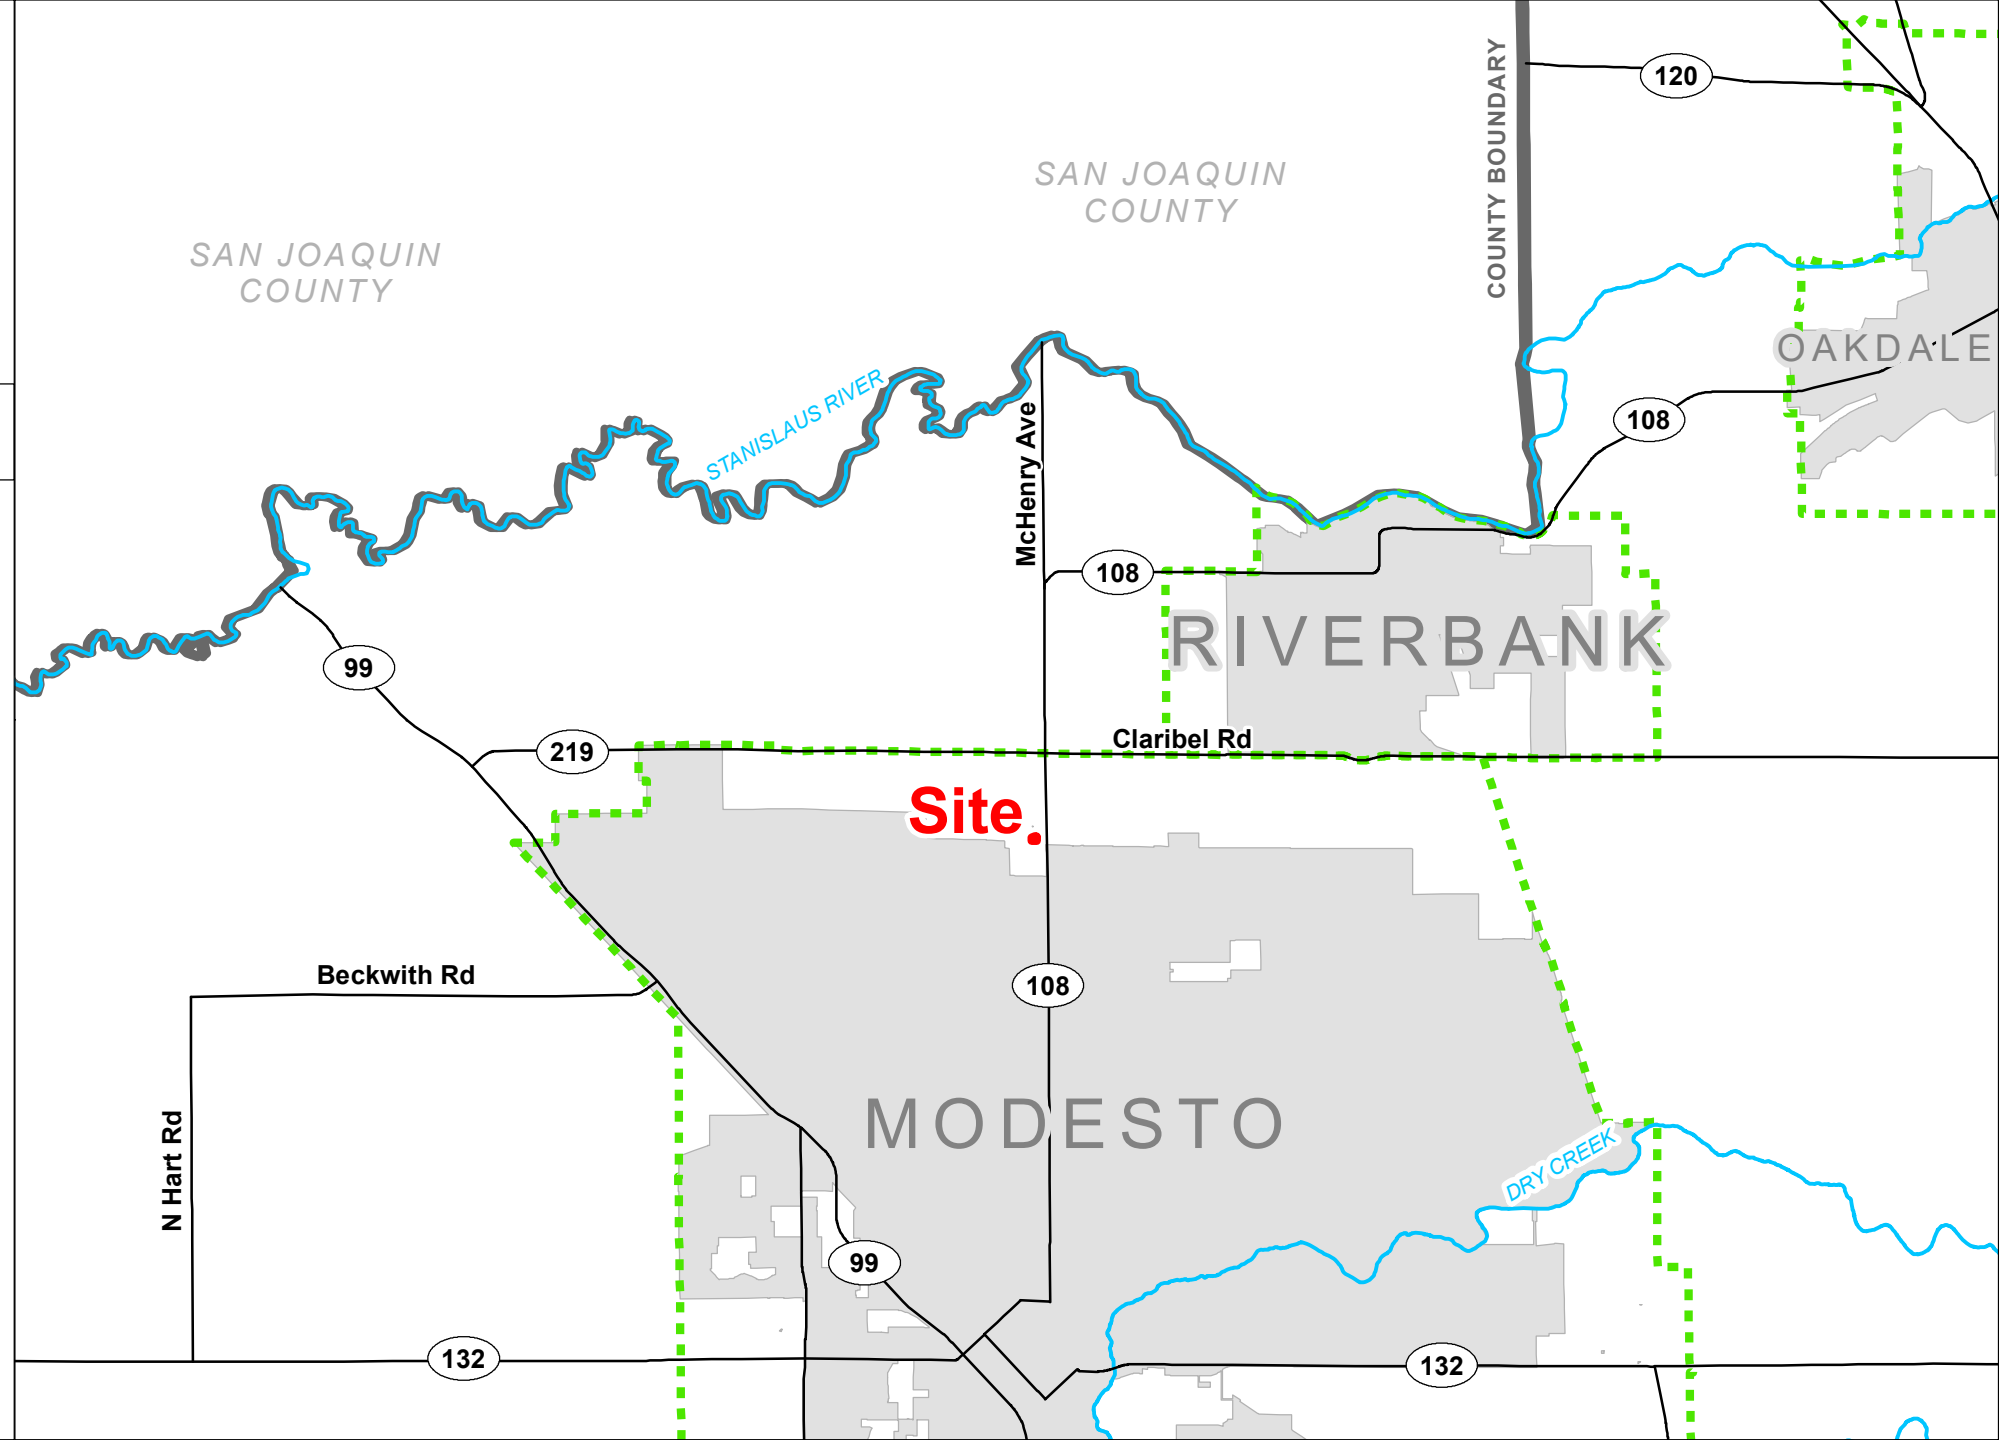 COUNTY BOUNDARY
120
SAN JOAQUIN
COUNTY
SAN JOAQUIN
COUNTY
OAKDALE
STANISLAUS RIVER
108
McHenry Ave
108
RIVERBANK
99
219
Claribel Rd
Site
Beckwith Rd
108
MODESTO
N Hart Rd
DRY CREEK
99
132
132